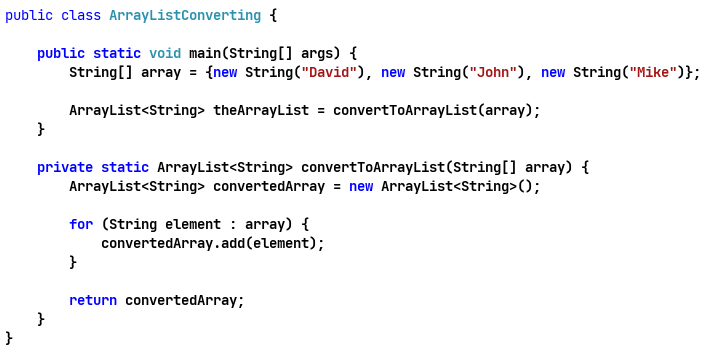 public class ArrayListConverting {
public static void main(String[] args) {
String[] array = {new String("David"), new String("John"), new String("Mike")};
ArrayList<String> theArrayList = convertToArrayList(array);
}
private static ArrayList<String> convertToArrayList(String[] array) {
ArrayList<String> convertedArray = new ArrayList<String>();
for (String element : array) {
convertedArray.add(element);
}
return convertedArray;
}
}